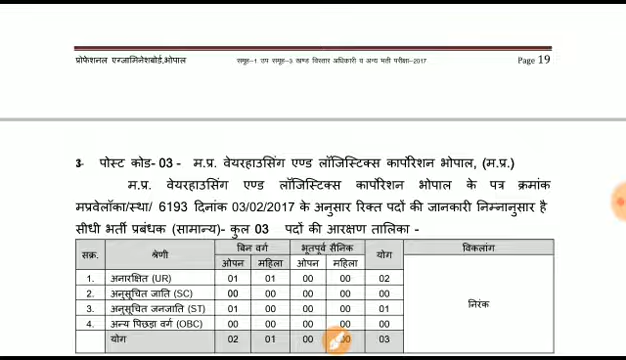 प्रोफेशनल एग्जामिनेशबोर्ड,भोपाल समूह–1 उप समूह–3 खण्ड विस्तार अधिकारी व अन्य भर्ती परीक्षा–2017 Page 19
3- पोस्ट कोड- 03 - म.प्र. वेयरहाउसिंग एण्ड लॉजिस्टिक्स कार्पोरेशन भोपाल, (म.प्र.)
म.प्र. वेयरहाउसिंग एण्ड लॉजिस्टिक्स कार्पोरेशन भोपाल के पत्र क्रमांक
मप्रवेलॉका/स्था/ 6193 दिनांक 03/02/2017 के अनुसार रिक्त पदों की जानकारी निम्नानुसार है
सीधी भर्ती प्रबंधक (सामान्य)- कुल 03 पदों की आरक्षण तालिका -
सक्र. श्रेणी बिन वर्ग भूतपूर्व सैनिक योग विकलांग
ओपन महिला ओपन महिला
1. अनारक्षित (UR) 01 01 00 00 02
2. अनुसूचित जाति (SC) 00 00 00 00 00
3. अनुसूचित जनजाति (ST) 01 00 00 00 01 निरंक
4. अन्य पिछड़ा वर्ग (OBC) 00 00 00 00 00
योग 02 01 00 00 03